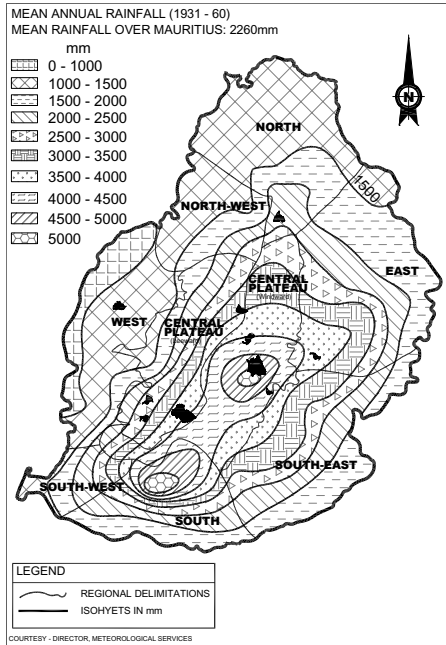 MEAN ANNUAL RAINFALL (1931 - 60)
MEAN RAINFALL OVER MAURITIUS: 2260mm
mm
0 - 1000
1000 - 1500
1500 - 2000
2000 - 2500
2500 - 3000
3000 - 3500
3500 - 4000
4000 - 4500
4500 - 5000
5000
N
NORTH
1500
NORTH-WEST
EAST
CENTRAL
PLATEAU
(Windward)
WEST
CENTRAL
PLATEAU
(Leeward)
SOUTH-EAST
SOUTH-WEST
SOUTH
LEGEND
REGIONAL DELIMITATIONS
ISOHYETS IN mm
COURTESY - DIRECTOR, METEOROLOGICAL SERVICES